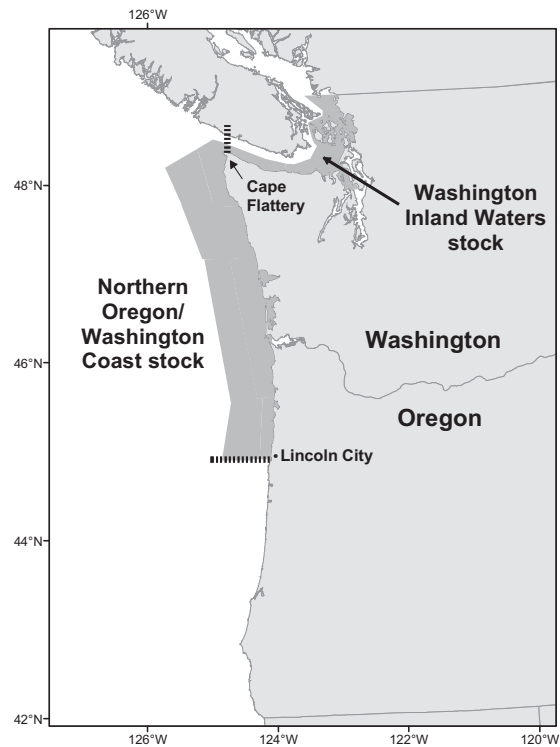 126°W
48°N
Cape
Flattery
Washington
Inland Waters
stock
Northern
Oregon/
Washington
Coast stock
Washington
46°N
Oregon
Lincoln City
44°N
42°N
126°W
124°W
122°W
120°W